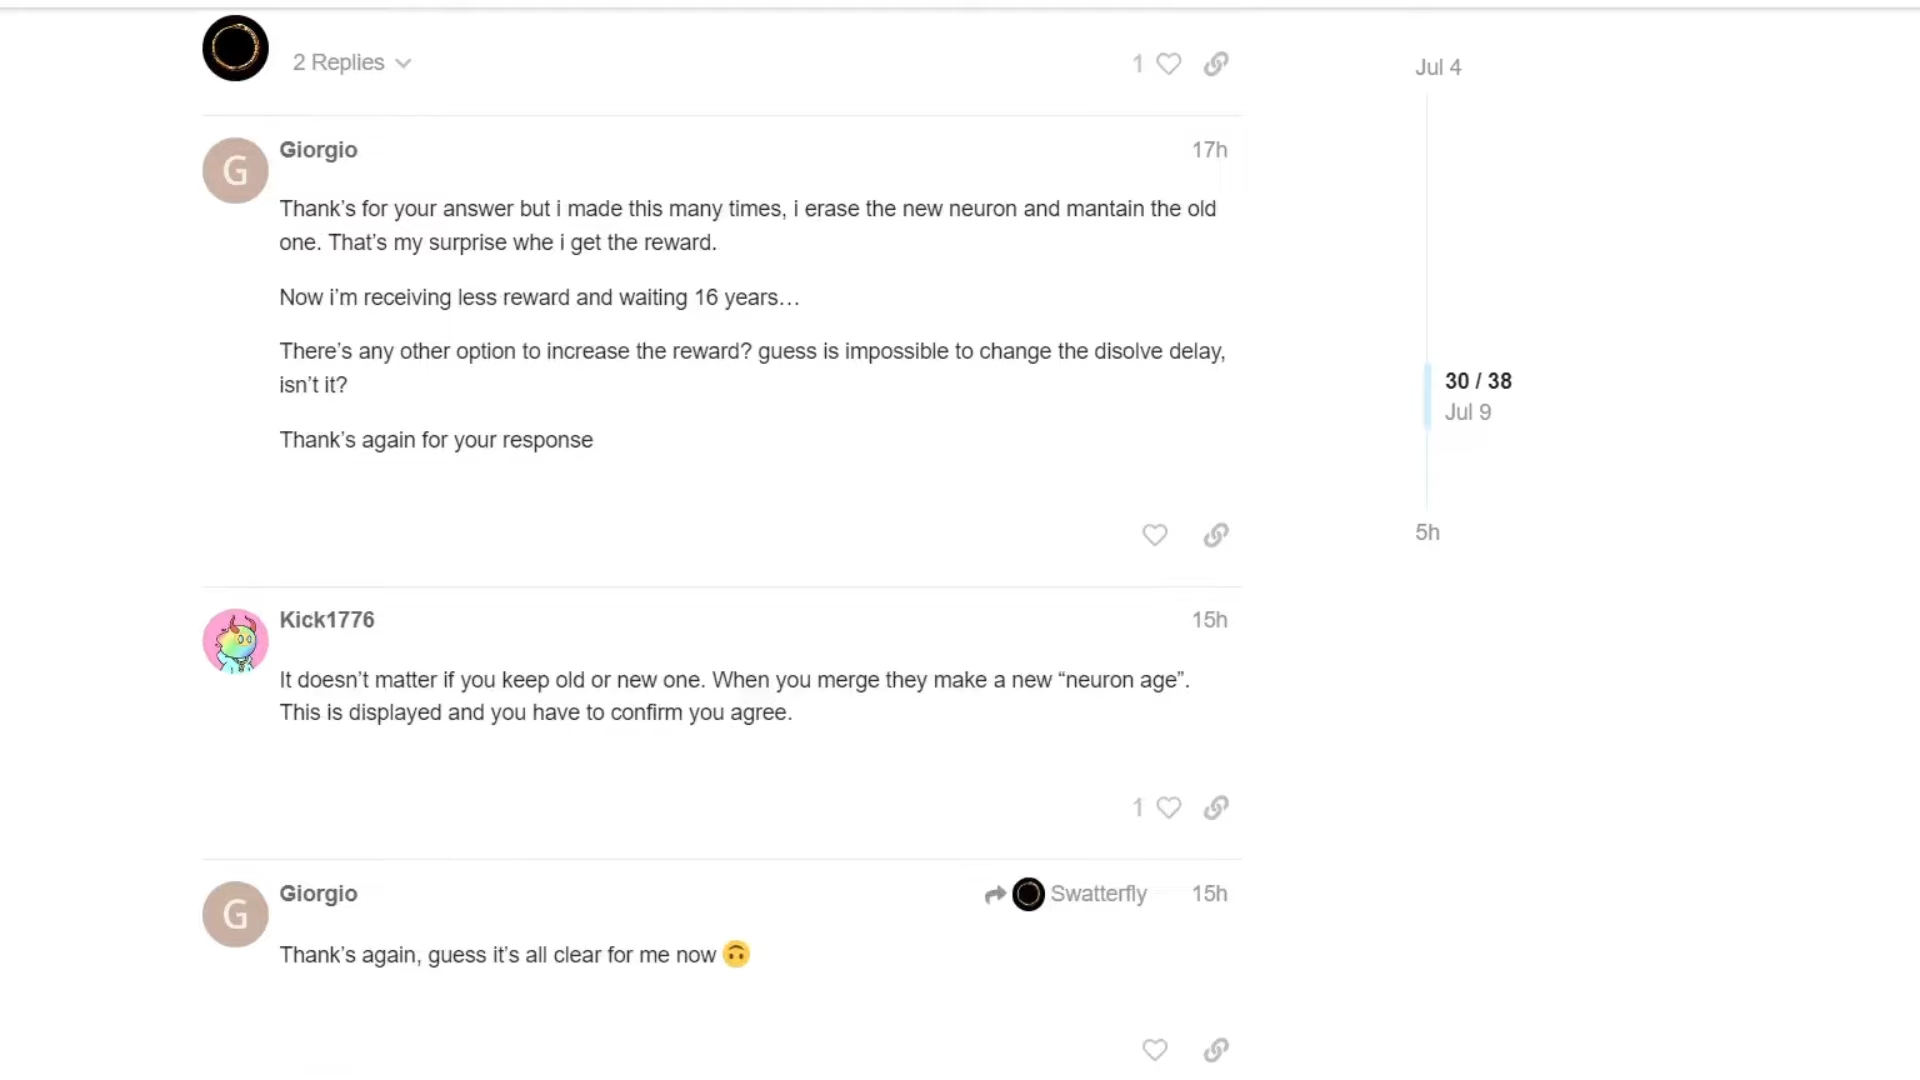 2 Replies
1
Jul 4
G
Giorgio
17h
Thank’s for your answer but i made this many times, i erase the new neuron and mantain the old
one. That’s my surprise whe i get the reward.
Now i’m receiving less reward and waiting 16 years…
There’s any other option to increase the reward? guess is impossible to change the disolve delay,
isn’t it?
Thank’s again for your response
30 / 38
Jul 9
5h
Kick1776
15h
It doesn’t matter if you keep old or new one. When you merge they make a new “neuron age”.
This is displayed and you have to confirm you agree.
1
G
Giorgio
Swatterfly
15h
Thank’s again, guess it’s all clear for me now 🙃